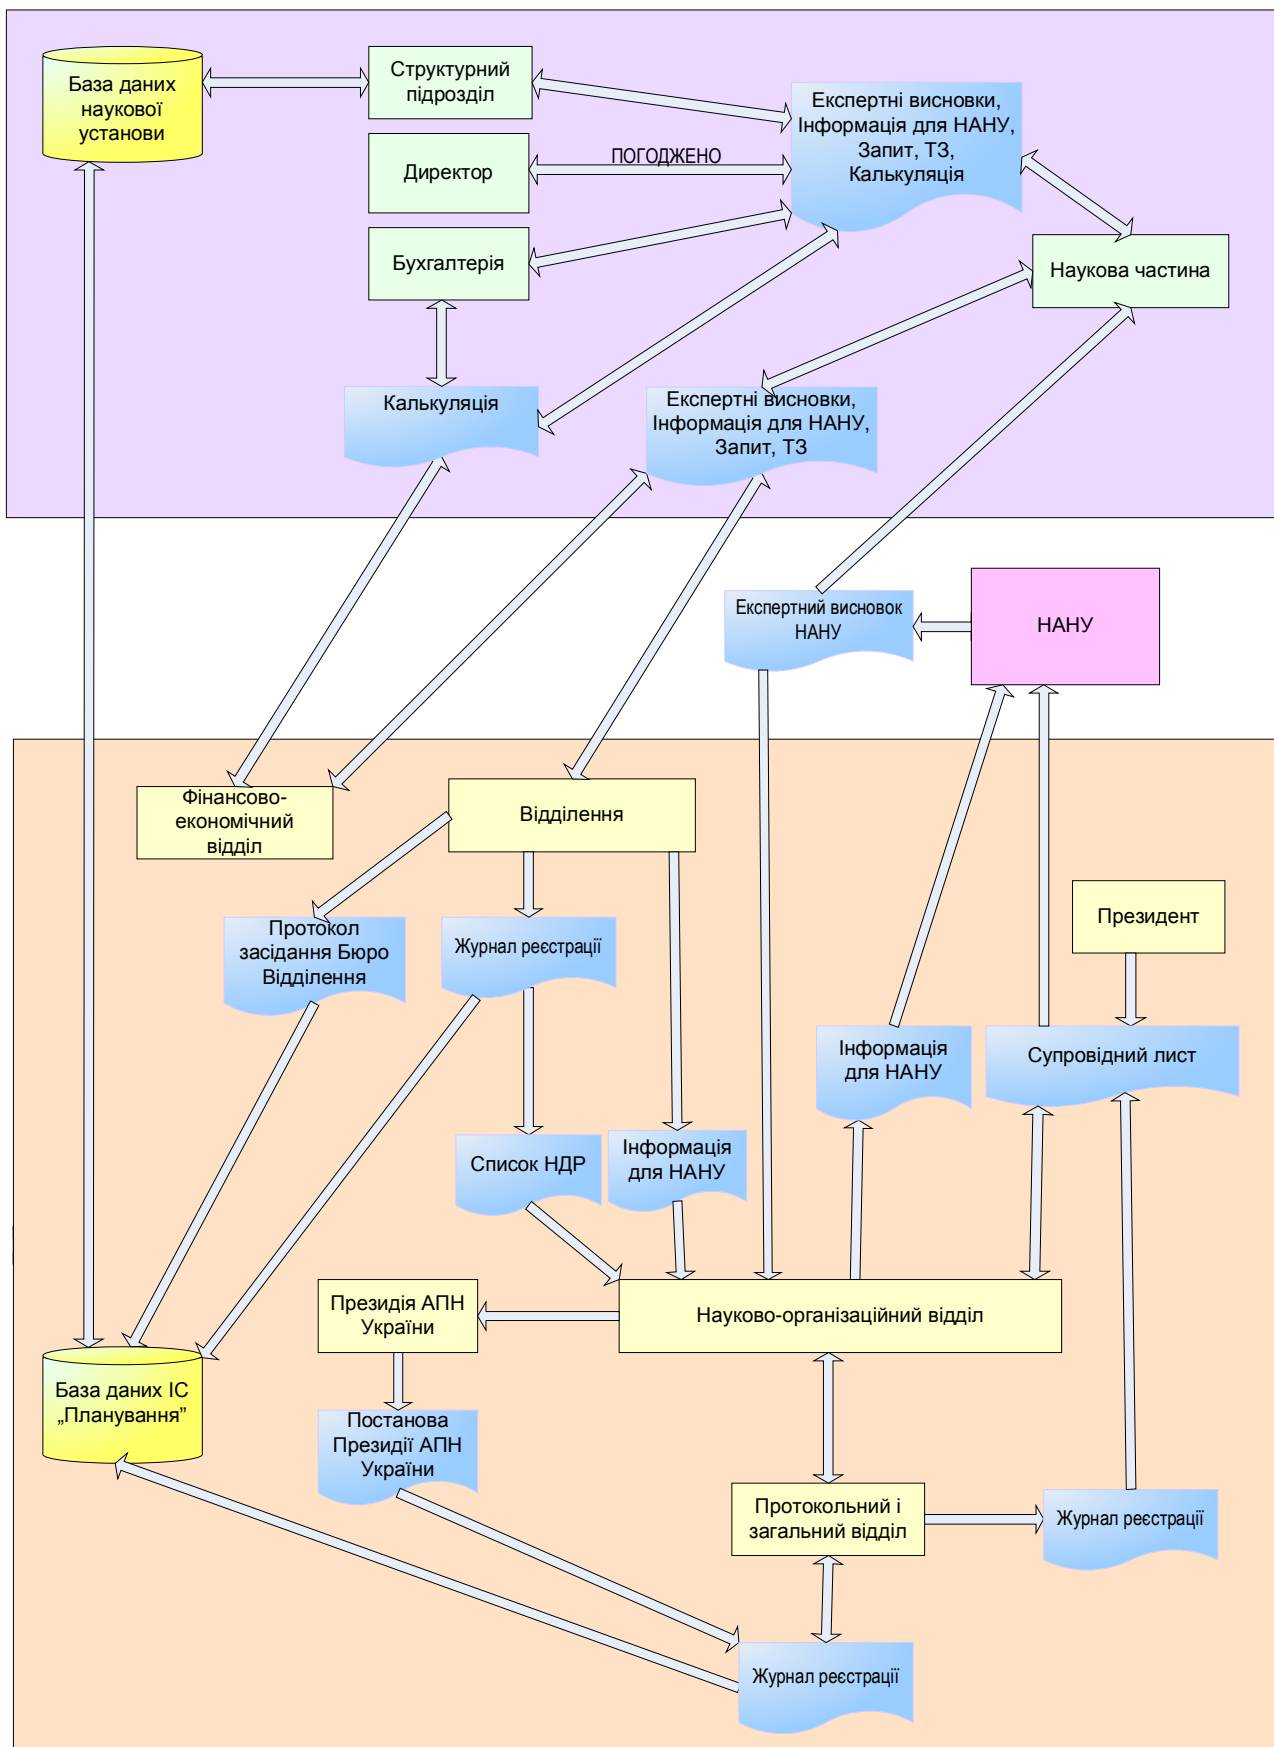 База даних
наукової
установи
Структурний
підрозділ
Експертні висновки,
Інформація для НАНУ,
Запит, ТЗ,
Калькуляція
ПОГОДЖЕНО
Директор
Бухгалтерія
Наукова частина
Калькуляція
Експертні висновки,
Інформація для НАНУ,
Запит, ТЗ
Експертний висновок
НАНУ
НАНУ
Фінансово-
економічний
відділ
Відділення
Президент
Протокол
засідання Бюро
Відділення
Журнал реєстрації
Інформація
для НАНУ
Супровідний лист
Список НДР
Інформація
для НАНУ
Президія АПН
України
Науково-організаційний відділ
База даних ІС
„Планування”
Постанова
Президії АПН
України
Протокольний і
загальний відділ
Журнал реєстрації
Журнал реєстрації